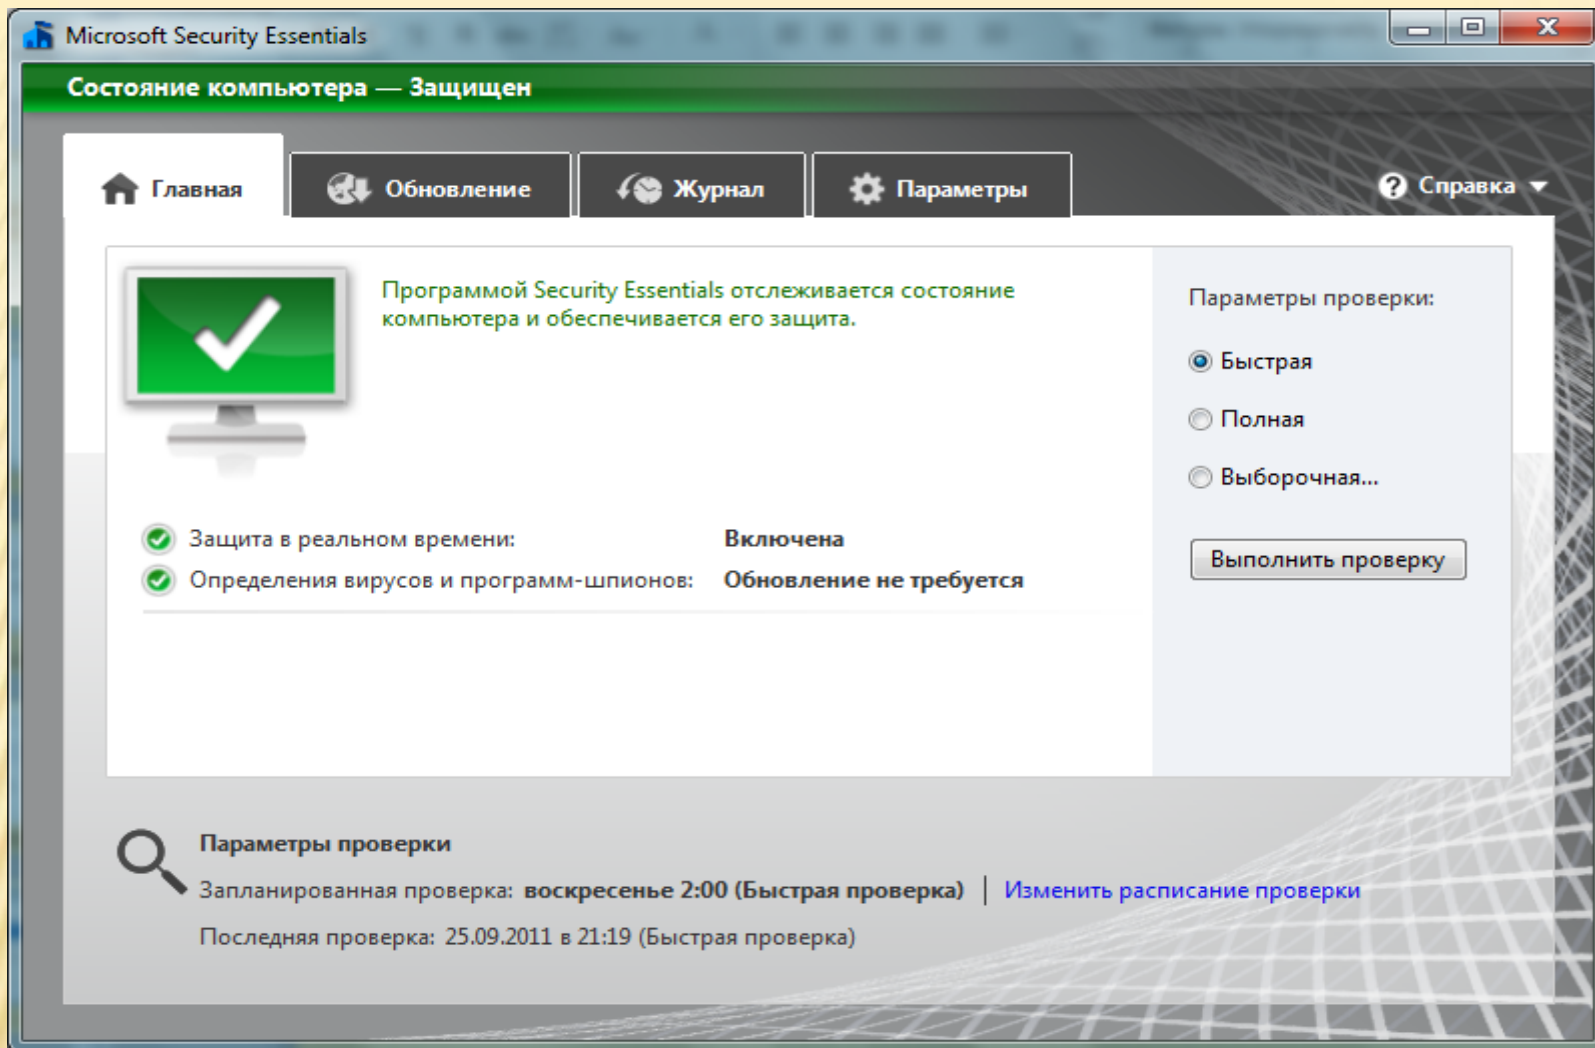 Microsoft Security Essentials
Состояние компьютера — Защищен
Главная
Обновление
Журнал
Параметры
Справка
Программой Security Essentials отслеживается состояние
компьютера и обеспечивается его защита.
Параметры проверки:
Быстрая
Полная
Выборочная...
Выполнить проверку
Защита в реальном времени: Включена
Определения вирусов и программ-шпионов: Обновление не требуется
Параметры проверки
Запланированная проверка: воскресенье 2:00 (Быстрая проверка) | Изменить расписание проверки
Последняя проверка: 25.09.2011 в 21:19 (Быстрая проверка)